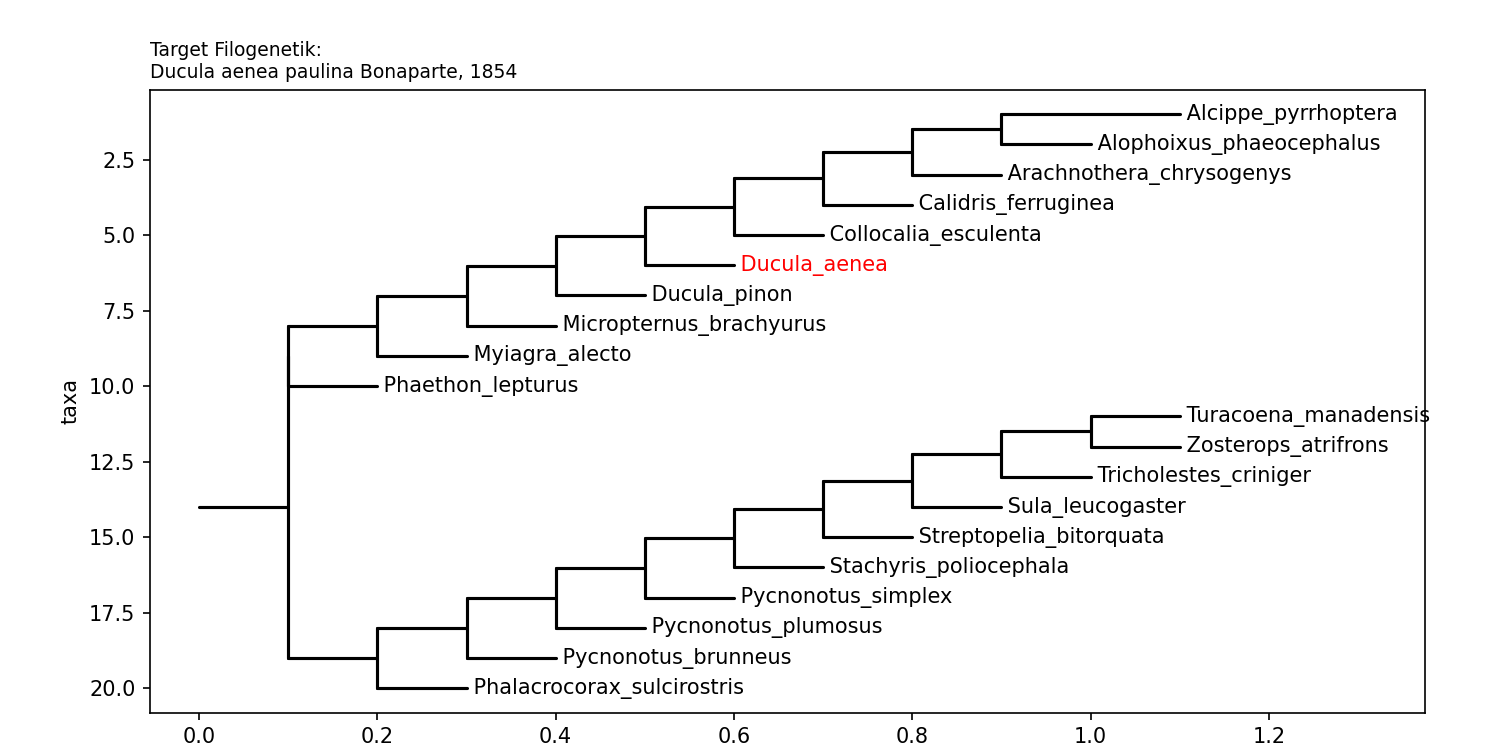 Target Filogenetik:
Ducula aenea paulina Bonaparte, 1854
Alcippe_pyrrhoptera
Alophoixus_phaeocephalus
2.5
Arachnothera_chrysogenys
Calidris_ferruginea
5.0
Collocalia_esculenta
Ducula_aenea
Ducula_pinon
7.5
Micropternus_brachyurus
Myiagra_alecto
taxa
10.0
Phaethon_lepturus
Turacoena_manadensis
Zosterops_atrifrons
12.5
Tricholestes_criniger
Sula_leucogaster
15.0
Streptopelia_bitorquata
Stachyris_poliocephala
Pycnonotus_simplex
17.5
Pycnonotus_plumosus
Pycnonotus_brunneus
20.0
Phalacrocorax_sulcirostris
0.0 0.2 0.4 0.6 0.8 1.0 1.2